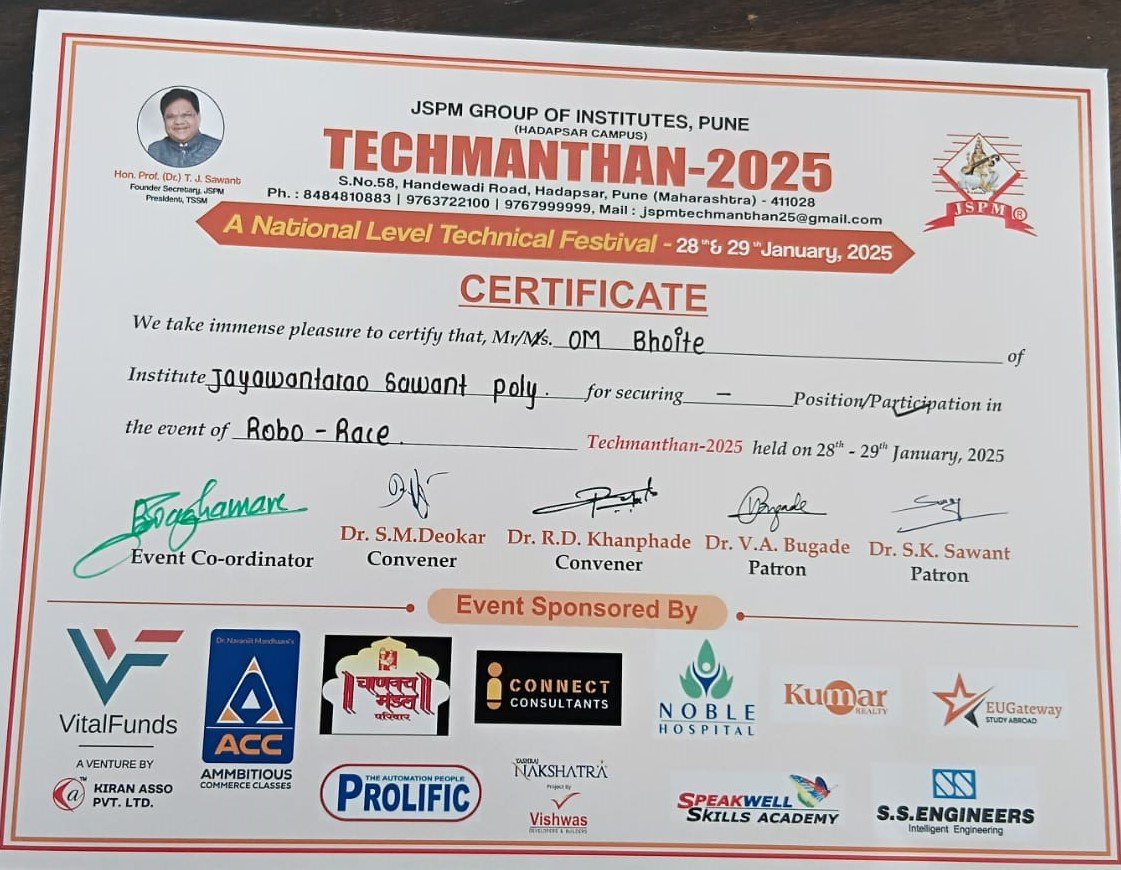 JSPM GROUP OF INSTITUTES, PUNE
(HADAPSAR CAMPUS)
TECHMANTHAN-2025
S.No.58, Handewadi Road, Hadapsar, Pune (Maharashtra) - 411028
Ph. : 8484810883 | 9763722100 | 9767999999, Mail : jspmtechmanthan25@gmail.com
Hon. Prof. (Dr.) T. J. Sawant
Founder Secretary, JSPM
President, TSSM
JSPM ®
A National Level Technical Festival - 28th & 29th January, 2025
CERTIFICATE
We take immense pleasure to certify that, Mr/Ms. OM Bhoite of
Institute Jayawantarao Sawant poly. for securing — Position/Participation in
the event of Robo - Race. Techmanthan-2025 held on 28th - 29th January, 2025
Event Co-ordinator
Dr. S.M.Deokar
Convener
Dr. R.D. Khanphade
Convener
Bugade
Dr. V.A. Bugade
Patron
Dr. S.K. Sawant
Patron
Event Sponsored By
VitalFunds
A VENTURE BY
KIRAN ASSO
PVT. LTD.
ACC
AMMBITIOUS
COMMERCE CLASSES
चाणक्य
मंडल
परिवार
CONNECT
CONSULTANTS
NOBLE
HOSPITAL
Kumar
REALTY
EUGateway
STUDY ABROAD
THE AUTOMATION PEOPLE
PROLIFIC
NAKSHATRA
Project By
Vishwas
DEVELOPERS & BUILDERS
SPEAKWELL
SKILLS ACADEMY
S.S.ENGINEERS
Intelligent Engineering